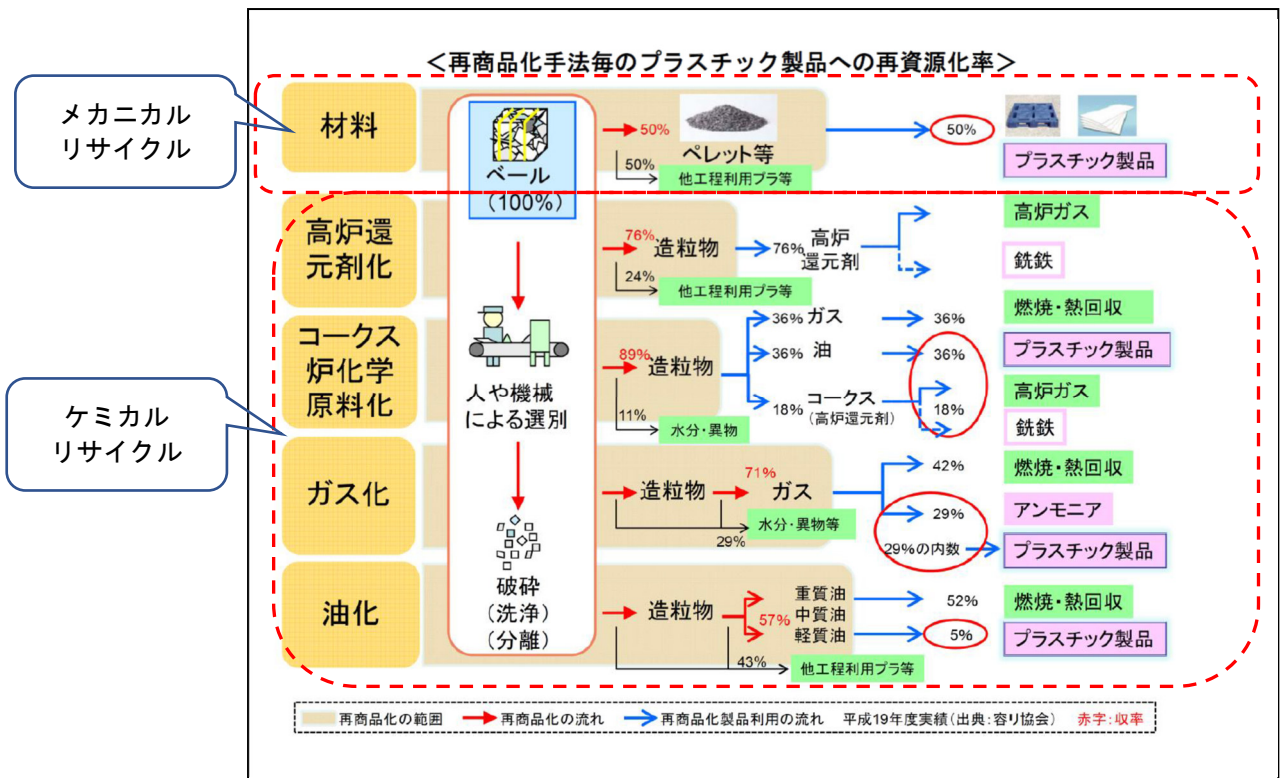 ＜再商品化手法毎のプラスチック製品への再資源化率＞
メカニカル
リサイクル
材料
ベール
（100％）
50%
ペレット等
50%
他工程利用プラ等
50%
プラスチック製品
ケミカル
リサイクル
高炉還
元剤化
76%
造粒物
24%
他工程利用プラ等
76%
高炉
還元剤
高炉ガス
銑鉄
コークス
炉化学
原料化
人や機械
による選別
89%
造粒物
11%
水分・異物
36% ガス
36%
燃焼・熱回収
36% 油
36%
プラスチック製品
18% コークス
（高炉還元剤）
18%
高炉ガス
銑鉄
ガス化
造粒物
71%
ガス
29%
水分・異物等
42%
燃焼・熱回収
29%
アンモニア
29%の内数
プラスチック製品
油化
破砕
（洗浄）
（分離）
造粒物
57%
重質油
中質油
軽質油
43%
他工程利用プラ等
52%
燃焼・熱回収
5%
プラスチック製品
再商品化の範囲 再商品化の流れ 再商品化製品利用の流れ 平成19年度実績（出典：容リ協会） 赤字：収率